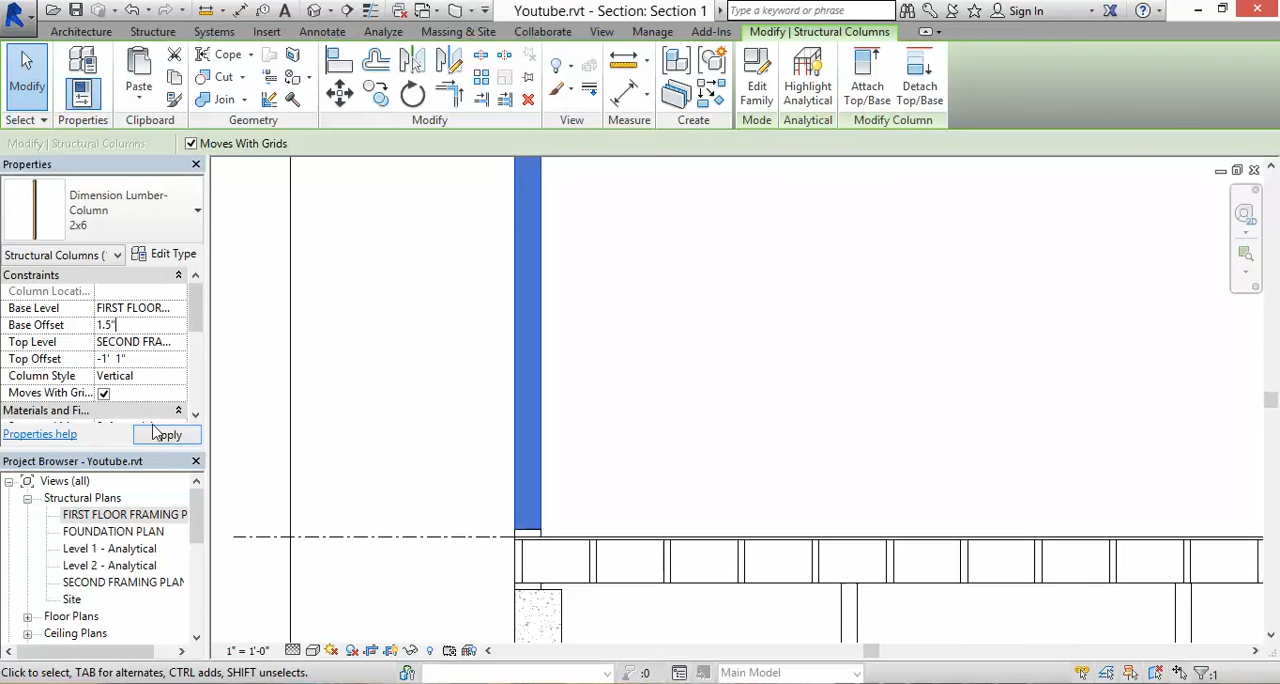 Youtube.rvt - Section: Section 1
Type a keyword or phrase
Sign In
Architecture Structure Systems Insert Annotate Analyze Massing & Site Collaborate View Manage Add-Ins Modify | Structural Columns
Modify
Paste
Cope
Cut
Join
Edit Family
Highlight Analytical
Attach Top/Base
Detach Top/Base
Select Properties Clipboard Geometry Modify View Measure Create Mode Analytical Modify Column
Modify | Structural Columns
Moves With Grids
Properties
Dimension Lumber-
Column
2x6
Structural Columns (
Edit Type
Constraints
Column Locati...
Base Level FIRST FLOOR...
Base Offset 1.5"
Top Level SECOND FRA...
Top Offset -1' 1"
Column Style Vertical
Moves With Gri...
Materials and Fi...
Properties help
Project Browser - Youtube.rvt
Views (all)
Structural Plans
FIRST FLOOR FRAMING P
FOUNDATION PLAN
Level 1 - Analytical
Level 2 - Analytical
SECOND FRAMING PLAN
Site
Floor Plans
Ceiling Plans
2D
1" = 1'-0"
Click to select, TAB for alternates, CTRL adds, SHIFT unselects.
:0
Main Model
:1